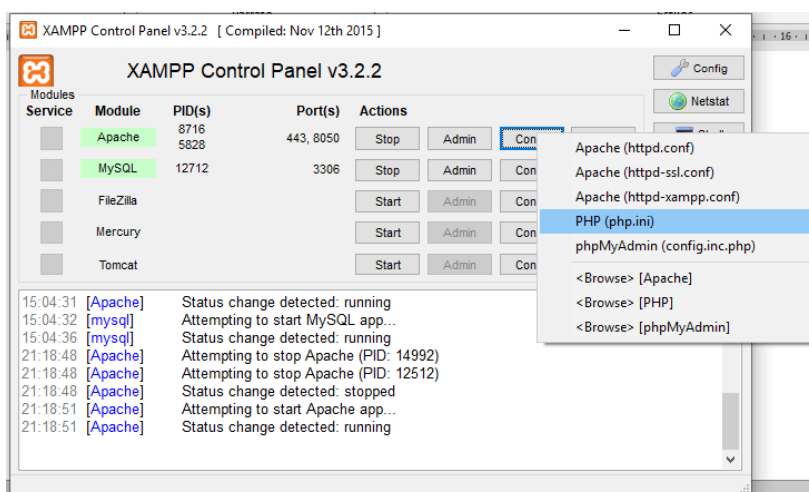 XAMPP Control Panel v3.2.2 [ Compiled: Nov 12th 2015 ]
16
XAMPP Control Panel v3.2.2
Config
Modules
Netstat
Service Module PID(s) Port(s) Actions
Apache 8716 5828 443, 8050 Stop Admin
MySQL 12712 3306 Stop Admin
FileZilla Start Admin
Mercury Start Admin
Tomcat Start Admin
Apache (httpd.conf)
Apache (httpd-ssl.conf)
Apache (httpd-xampp.conf)
PHP (php.ini)
phpMyAdmin (config.inc.php)
<Browse> [Apache]
<Browse> [PHP]
<Browse> [phpMyAdmin]
15:04:31 [Apache] Status change detected: running
15:04:32 [mysql] Attempting to start MySQL app...
15:04:36 [mysql] Status change detected: running
21:18:48 [Apache] Attempting to stop Apache (PID: 14992)
21:18:48 [Apache] Attempting to stop Apache (PID: 12512)
21:18:48 [Apache] Status change detected: stopped
21:18:51 [Apache] Attempting to start Apache app...
21:18:51 [Apache] Status change detected: running